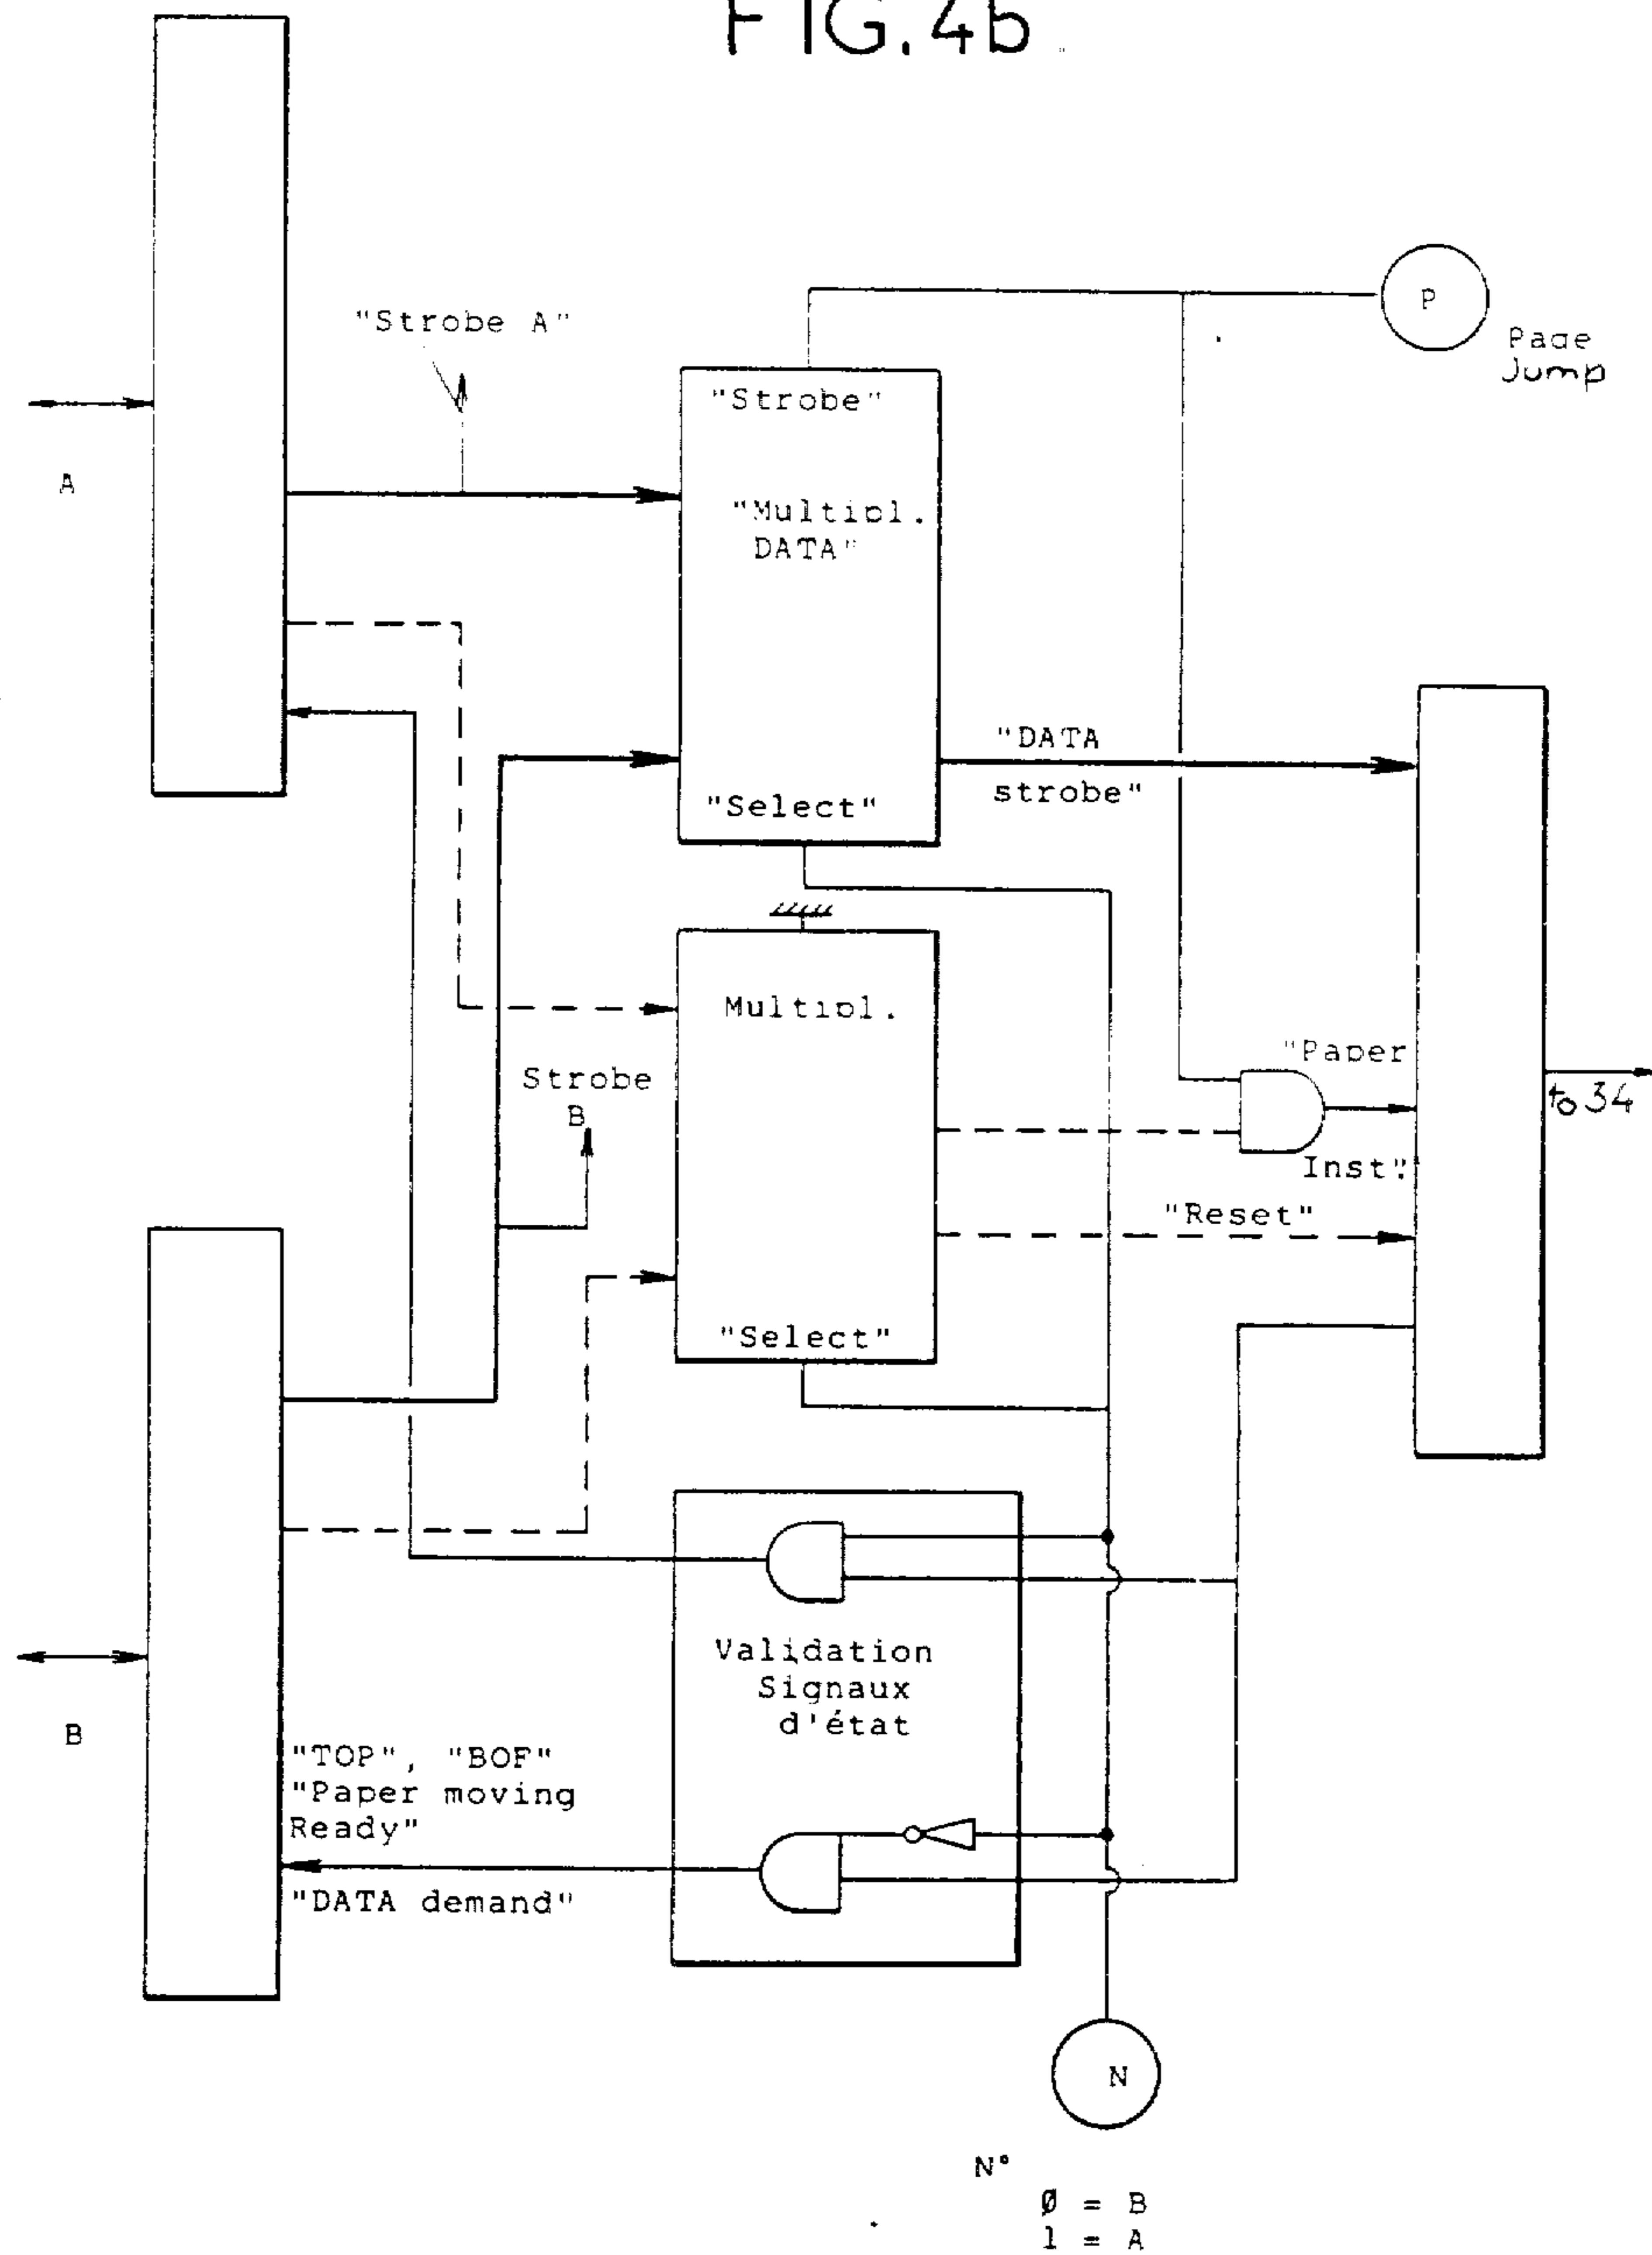 FIG. 4b
"Strobe A"
P
Page
Jump
"Strobe"
A
"Multipl.
DATA"
"DATA
strobe"
"Select"
Multipl.
"Paper
Strobe
B
to 34
Inst".
"Reset"
"Select"
Validation
Signaux
d'état
B
"TOP", "BOF"
"Paper moving
Ready"
"DATA demand"
N
N°
Ø = B
1 = A